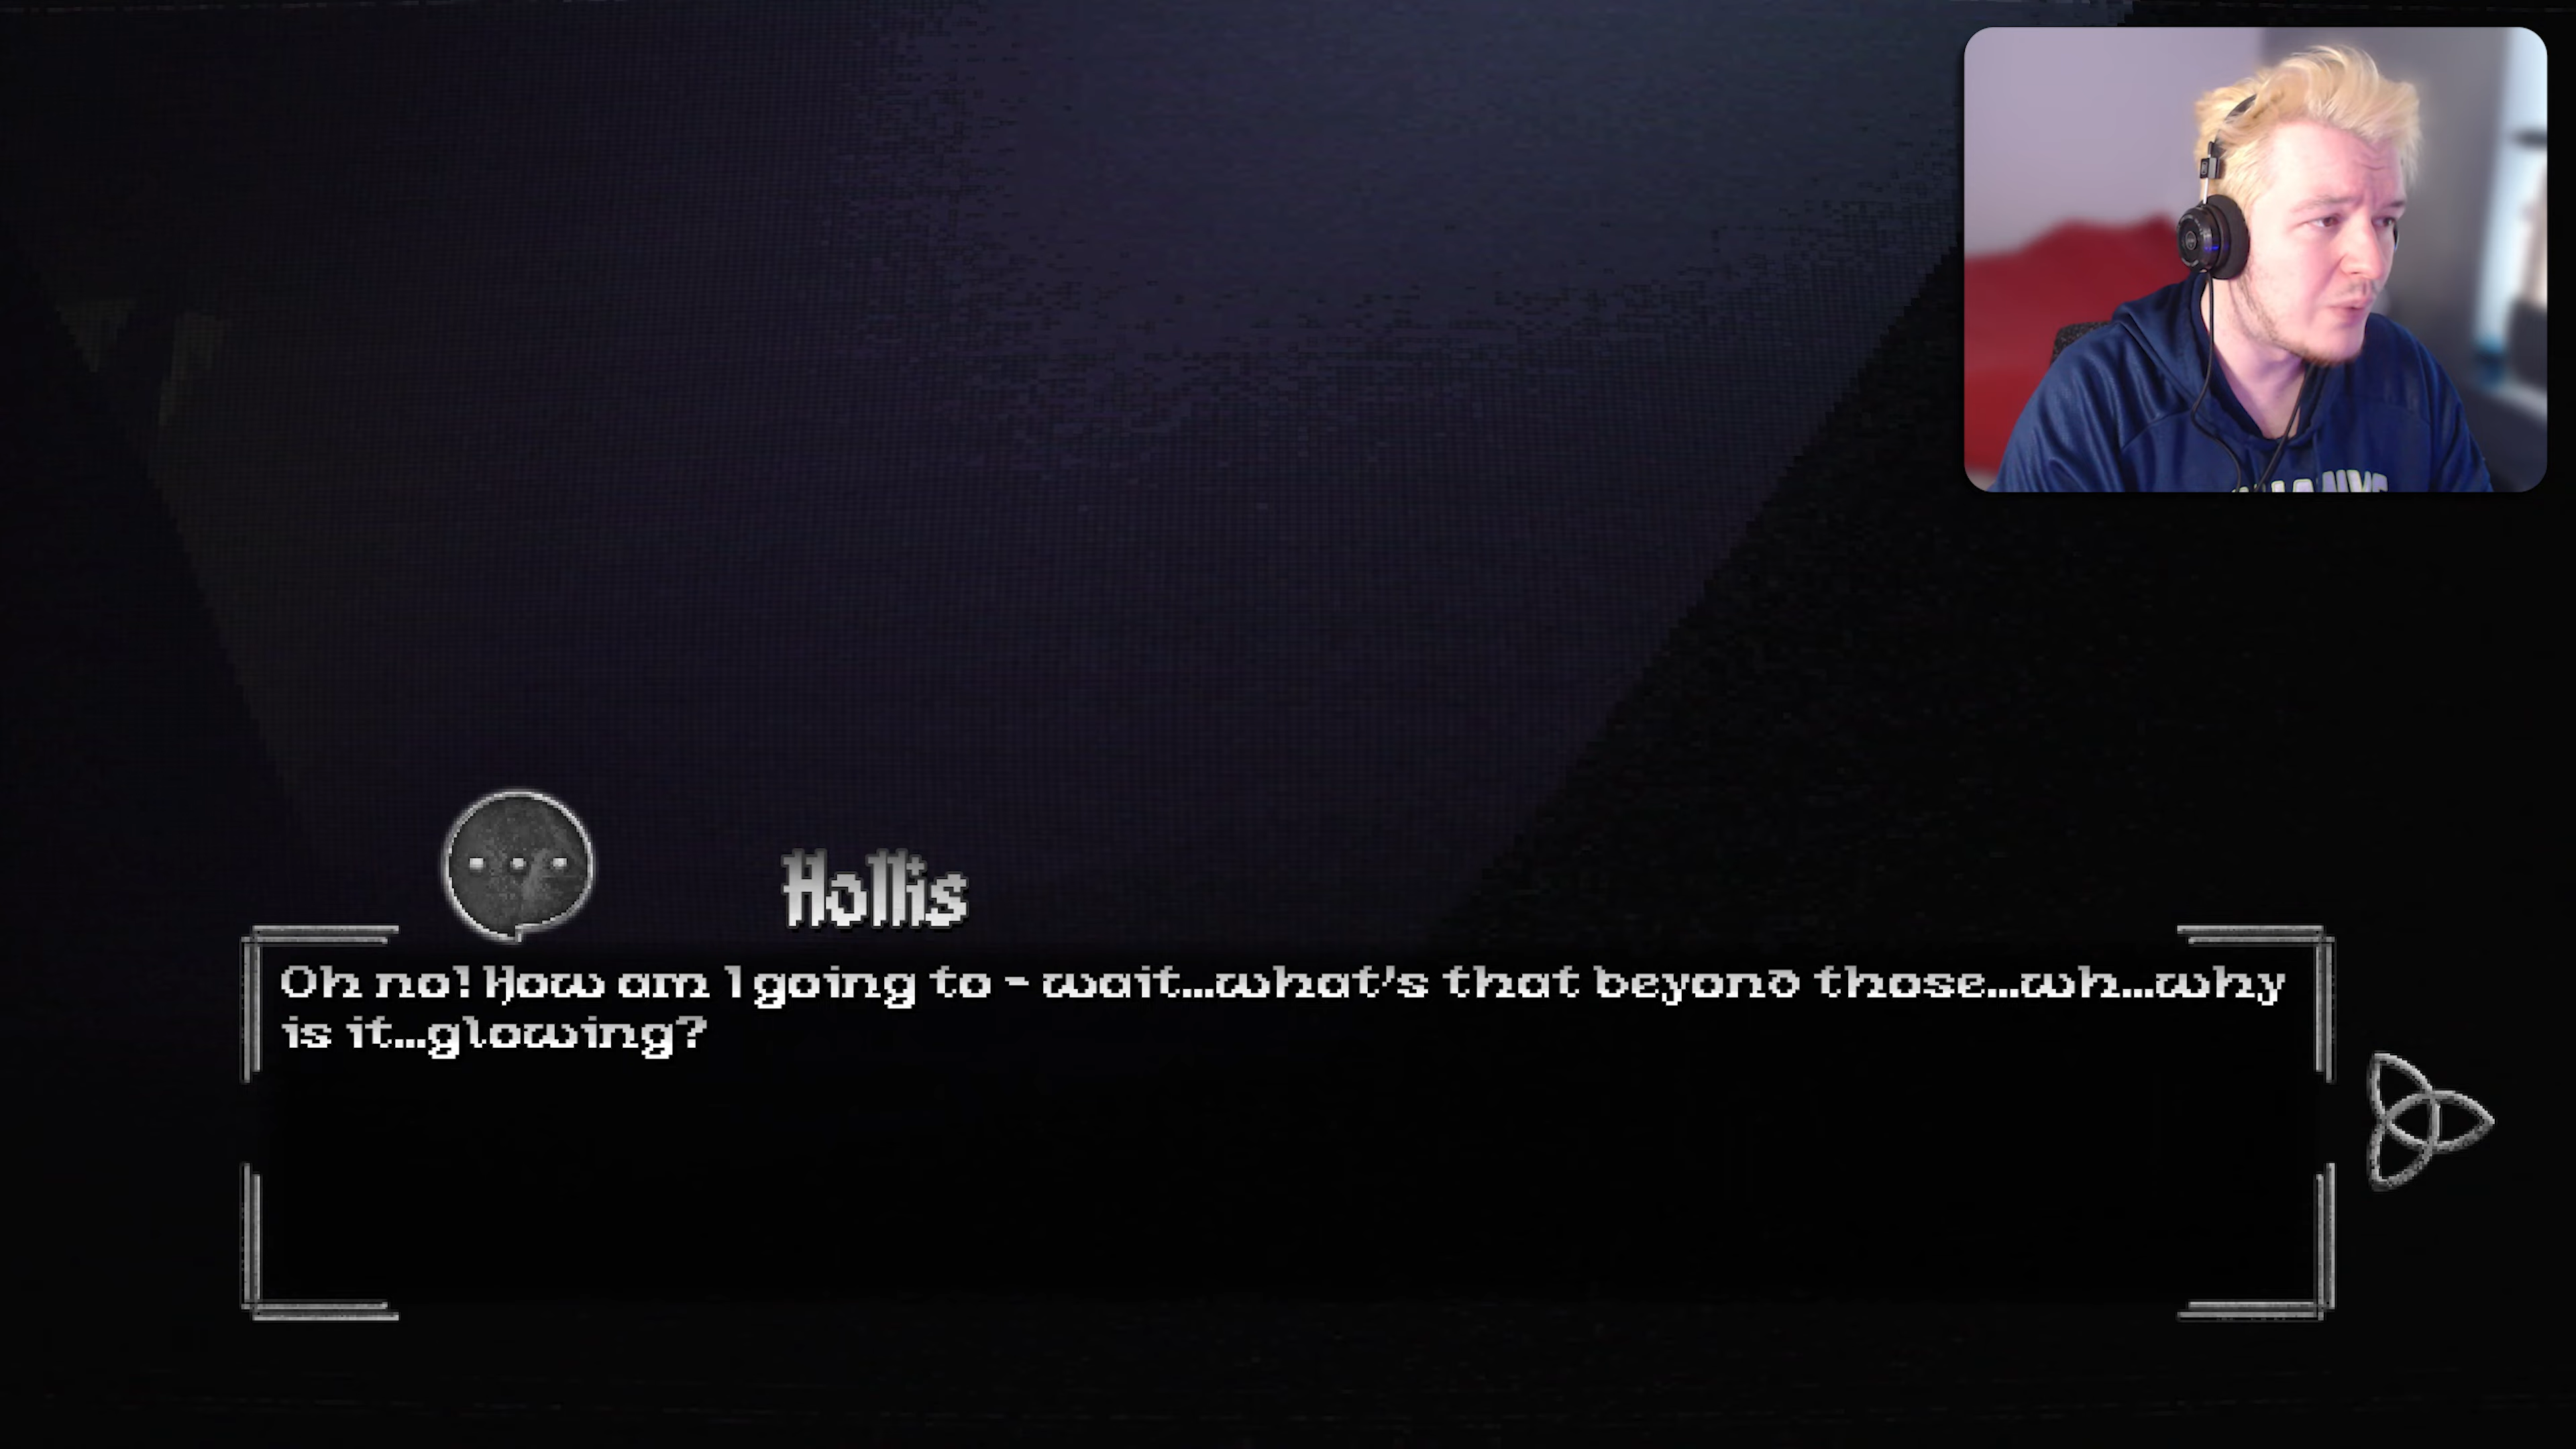 Hollis
Oh no! How am I going to - wait...what's that beyond those...wh...why
is it...glowing?